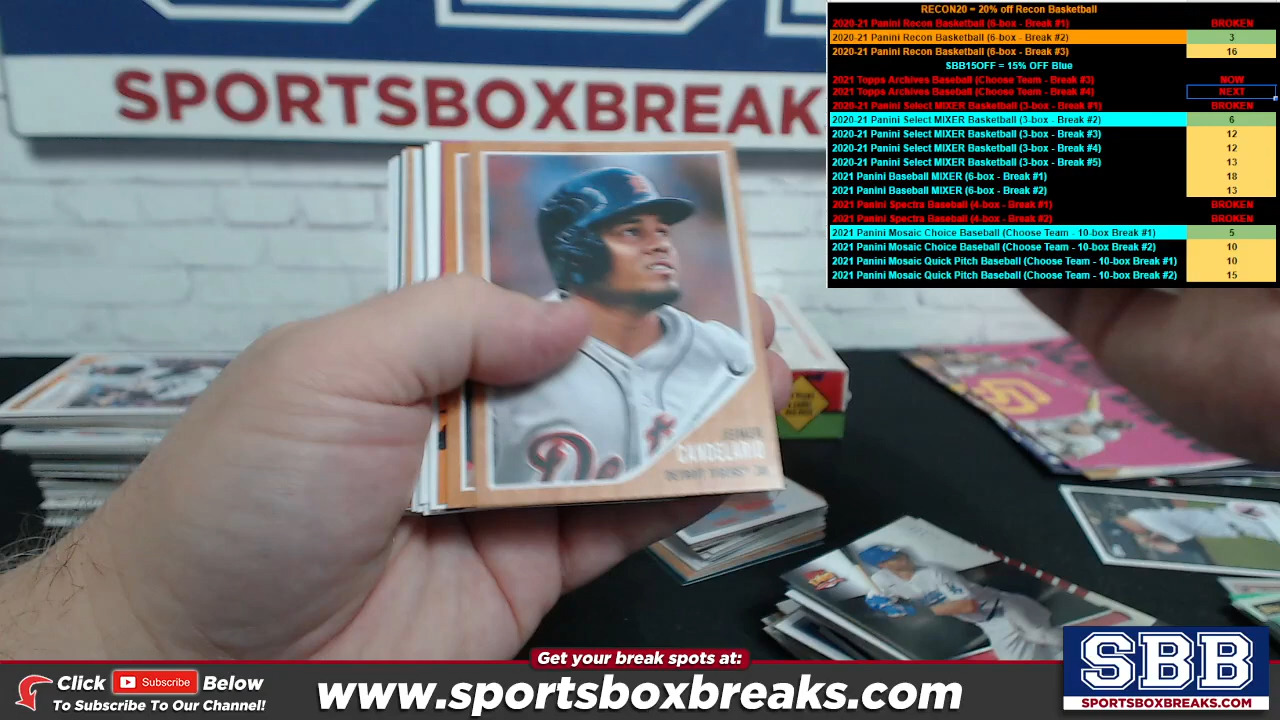 SBB
SPORTSBOXBREAKS
RECON20 = 20% off Recon Basketball
2020-21 Panini Recon Basketball (6-box - Break #1) BROKEN
2020-21 Panini Recon Basketball (6-box - Break #2) 3
2020-21 Panini Recon Basketball (6-box - Break #3) 16
SBB15OFF = 15% OFF Blue
2021 Topps Archives Baseball (Choose Team - Break #3) NOW
2021 Topps Archives Baseball (Choose Team - Break #4) NEXT
2020-21 Panini Select MIXER Basketball (3-box - Break #1) BROKEN
2020-21 Panini Select MIXER Basketball (3-box - Break #2) 6
2020-21 Panini Select MIXER Basketball (3-box - Break #3) 12
2020-21 Panini Select MIXER Basketball (3-box - Break #4) 12
2020-21 Panini Select MIXER Basketball (3-box - Break #5) 13
2021 Panini Baseball MIXER (6-box - Break #1) 18
2021 Panini Baseball MIXER (6-box - Break #2) 13
2021 Panini Spectra Baseball (4-box - Break #1) BROKEN
2021 Panini Spectra Baseball (4-box - Break #2) BROKEN
2021 Panini Mosaic Choice Baseball (Choose Team - 10-box Break #1) 5
2021 Panini Mosaic Choice Baseball (Choose Team - 10-box Break #2) 10
2021 Panini Mosaic Quick Pitch Baseball (Choose Team - 10-box Break #1) 10
2021 Panini Mosaic Quick Pitch Baseball (Choose Team - 10-box Break #2) 15
CANDELARIO
Get your break spots at:
Click Subscribe Below
To Subscribe To Our Channel!
www.sportsboxbreaks.com
SBB
SPORTSBOXBREAKS.COM